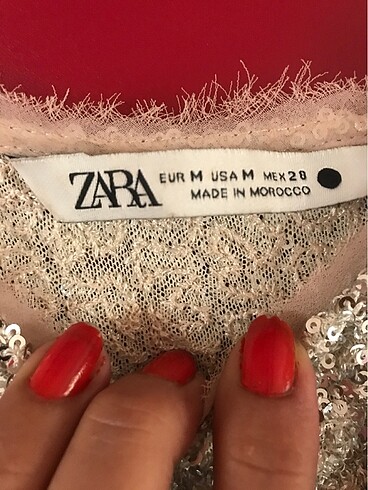 ZARA
EUR M USA M MEX 28
MADE IN MOROCCO